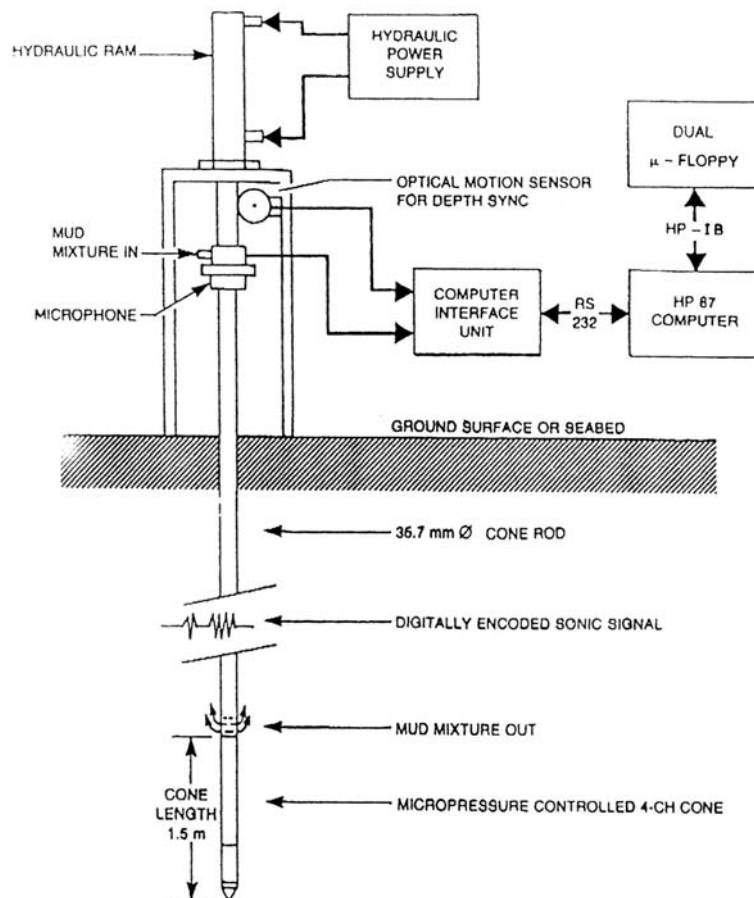 HYDRAULIC RAM
HYDRAULIC
POWER
SUPPLY
DUAL
μ - FLOPPY
OPTICAL MOTION SENSOR
FOR DEPTH SYNC
HP - IB
MUD
MIXTURE IN
MICROPHONE
COMPUTER
INTERFACE
UNIT
RS
232
HP 87
COMPUTER
GROUND SURFACE OR SEABED
36.7 mm Ø CONE ROD
DIGITALLY ENCODED SONIC SIGNAL
MUD MIXTURE OUT
CONE
LENGTH
1.5 m
MICROPRESSURE CONTROLLED 4-CH CONE